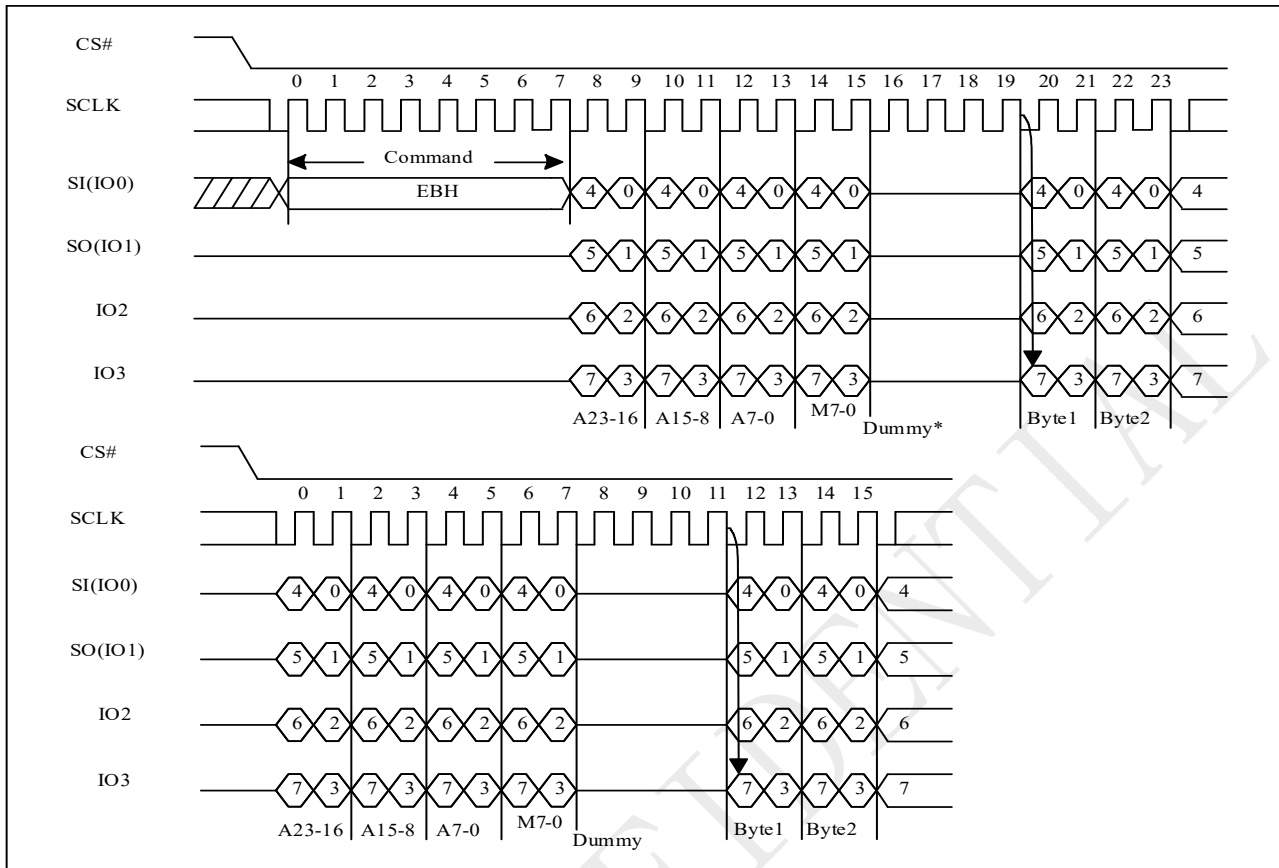 CS#
0 1 2 3 4 5 6 7 8 9 10 11 12 13 14 15 16 17 18 19 20 21 22 23
SCLK
Command
SI(IO0) EBH 4 0 4 0 4 0 4 0 4 0 4 0 4
SO(IO1) 5 1 5 1 5 1 5 1 5 1 5 1 5
IO2 6 2 6 2 6 2 6 2 6 2 6 2 6
IO3 7 3 7 3 7 3 7 3 7 3 7 3 7
A23-16 A15-8 A7-0 M7-0 Dummy* Byte1 Byte2
CS#
0 1 2 3 4 5 6 7 8 9 10 11 12 13 14 15
SCLK
SI(IO0) 4 0 4 0 4 0 4 0 4 0 4 0 4
SO(IO1) 5 1 5 1 5 1 5 1 5 1 5 1 5
IO2 6 2 6 2 6 2 6 2 6 2 6 2 6
IO3 7 3 7 3 7 3 7 3 7 3 7 3 7
A23-16 A15-8 A7-0 M7-0 Dummy Byte1 Byte2
FIDENTIAL